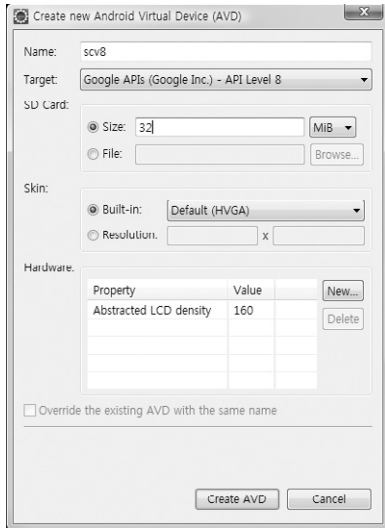 Create new Android Virtual Device (AVD)
Name: scv8
Target: Google APIs (Google Inc.) - API Level 8
SD Card:
Size: 32 MiB
File: Browse...
Skin:
Built-in: Default (HVGA)
Resolution: x
Hardware:
Property Value New...
Abstracted LCD density 160 Delete
Override the existing AVD with the same name
Create AVD Cancel